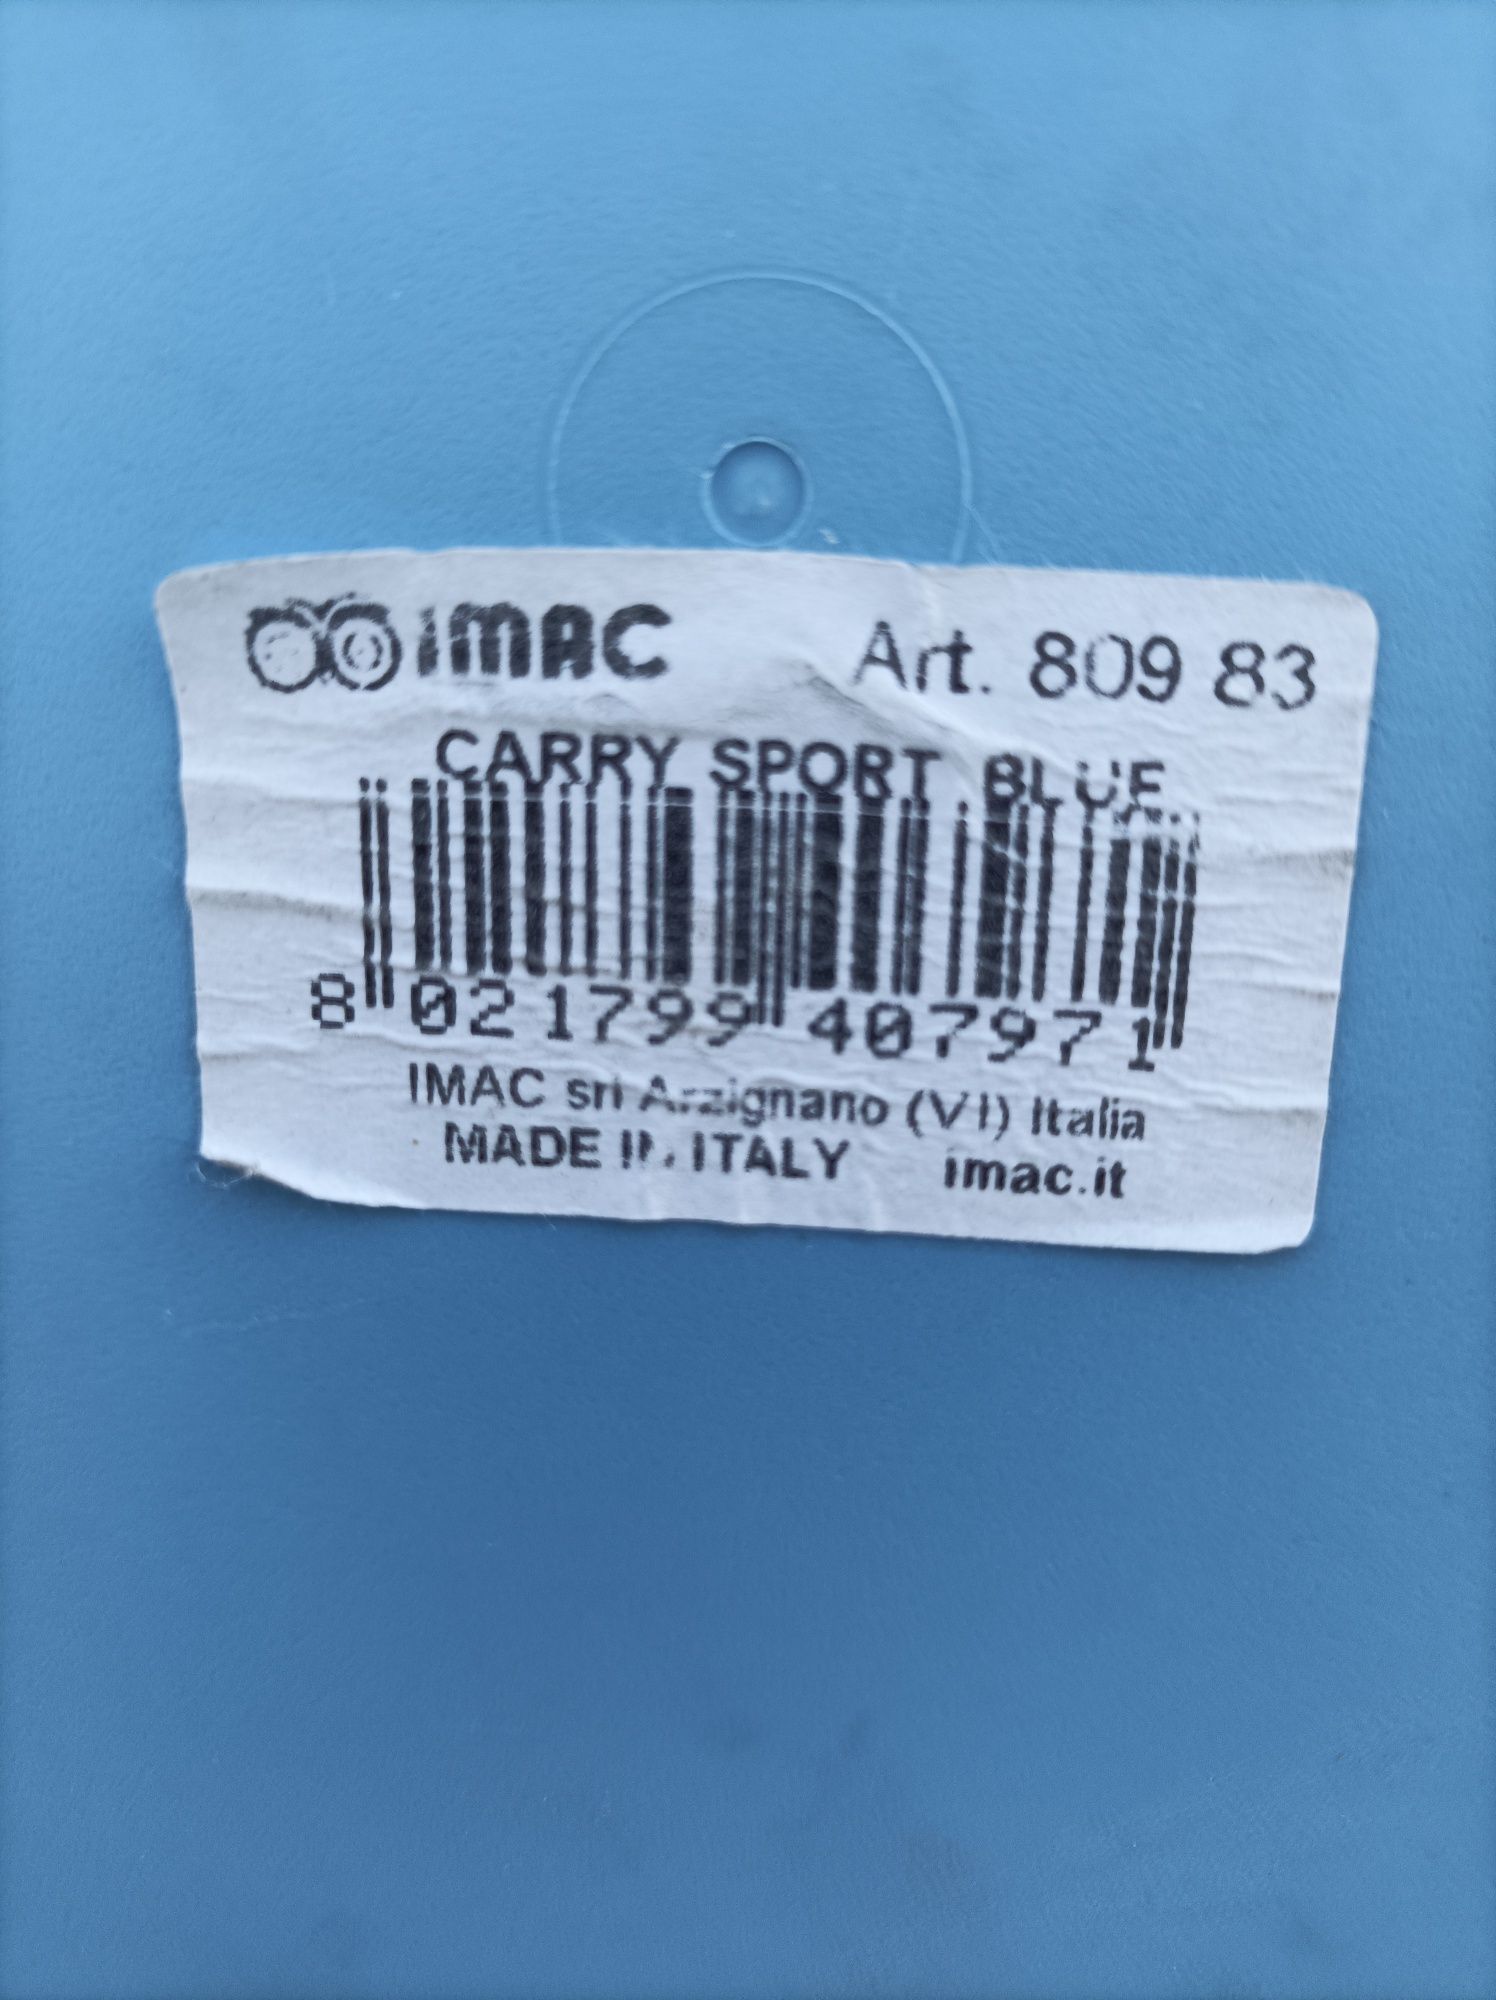 IMAC Art. 809 83
CARRY SPORT BLUE
8 021799 407971
IMAC srl Arzignano (VI) Italia
MADE IN ITALY imac.it